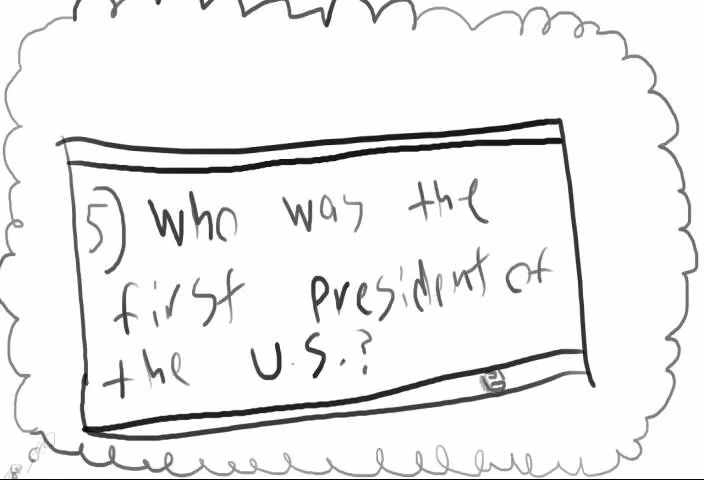 5) Who was the
first president of
the U.S.?